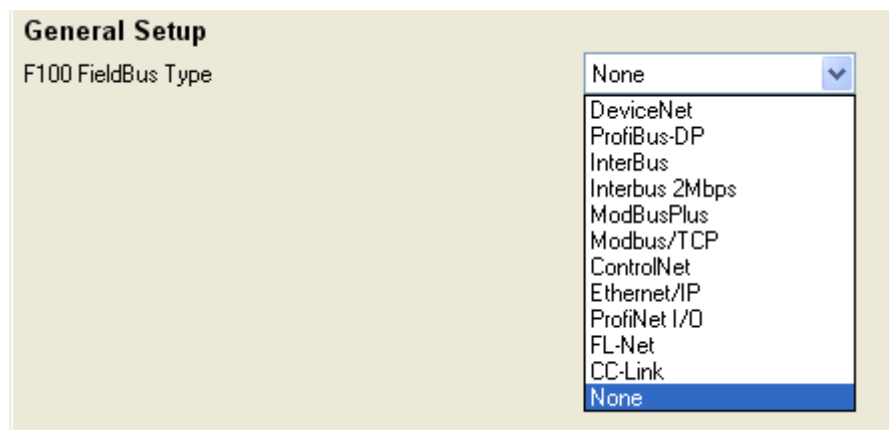 General Setup
F100 FieldBus Type
None
DeviceNet
ProfiBus-DP
InterBus
Interbus 2Mbps
ModBusPlus
Modbus/TCP
ControlNet
Ethernet/IP
ProfiNet I/O
FL-Net
CC-Link
None